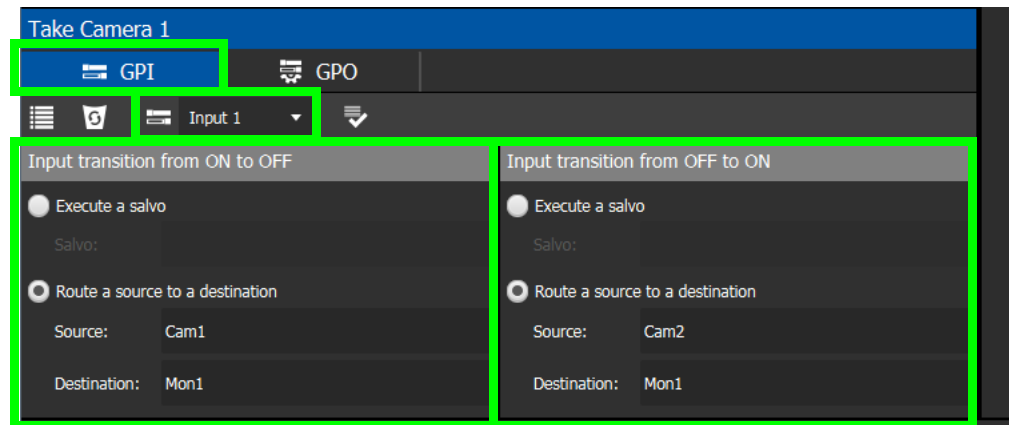 Take Camera 1
GPI
GPO
Input 1
Input transition from ON to OFF
Execute a salvo
Salvo:
Route a source to a destination
Source: Cam1
Destination: Mon1
Input transition from OFF to ON
Execute a salvo
Salvo:
Route a source to a destination
Source: Cam2
Destination: Mon1